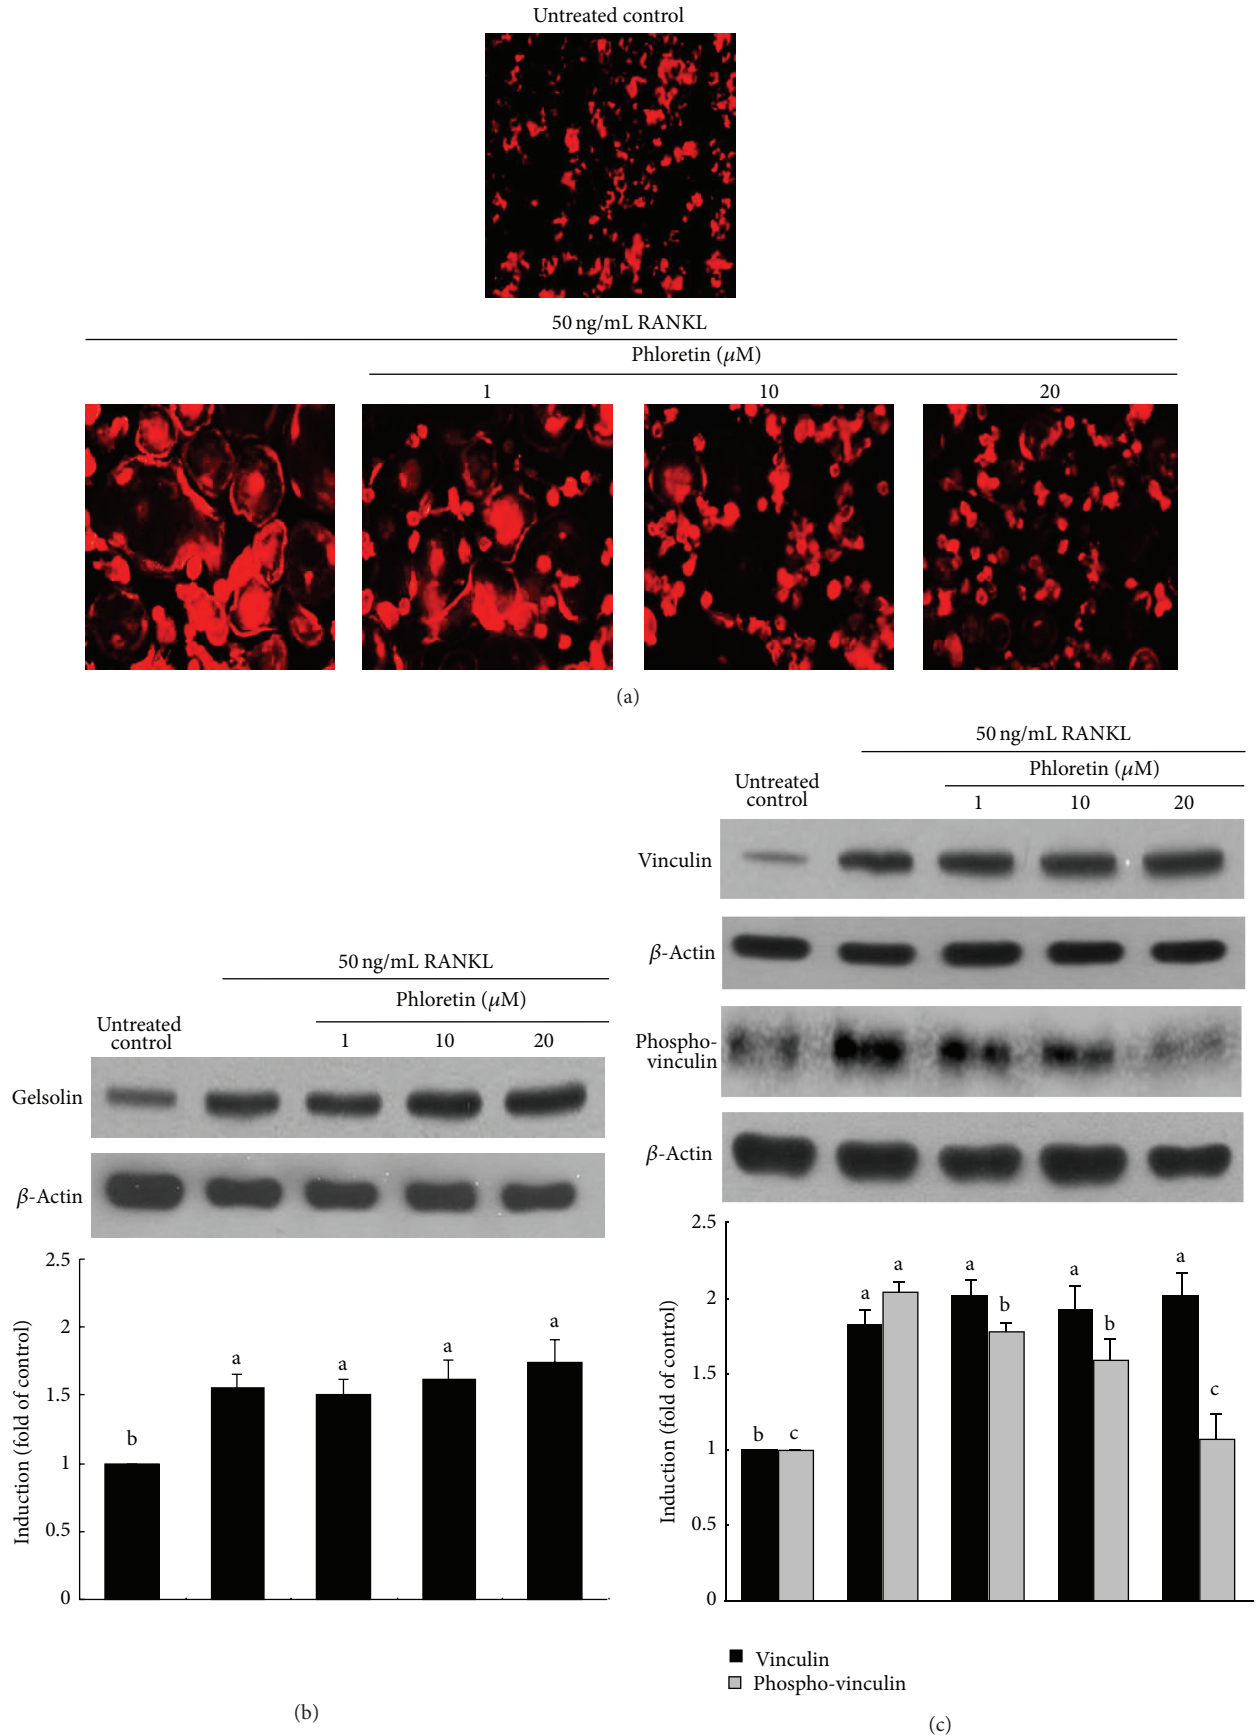 Untreated control
50 ng/mL RANKL
Phloretin (μM)
1 10 20
(a)
50 ng/mL RANKL
Phloretin (μM)
Untreated
control
1 10 20
Gelsolin
β-Actin
2.5
2
1.5
1
0.5
0
Induction (fold of control)
b a a a a
(b)
50 ng/mL RANKL
Phloretin (μM)
Untreated
control
1 10 20
Vinculin
β-Actin
Phospho-
vinculin
β-Actin
2.5
2
1.5
1
0.5
0
Induction (fold of control)
b c a a a b a b a c
Vinculin
Phospho-vinculin
(c)